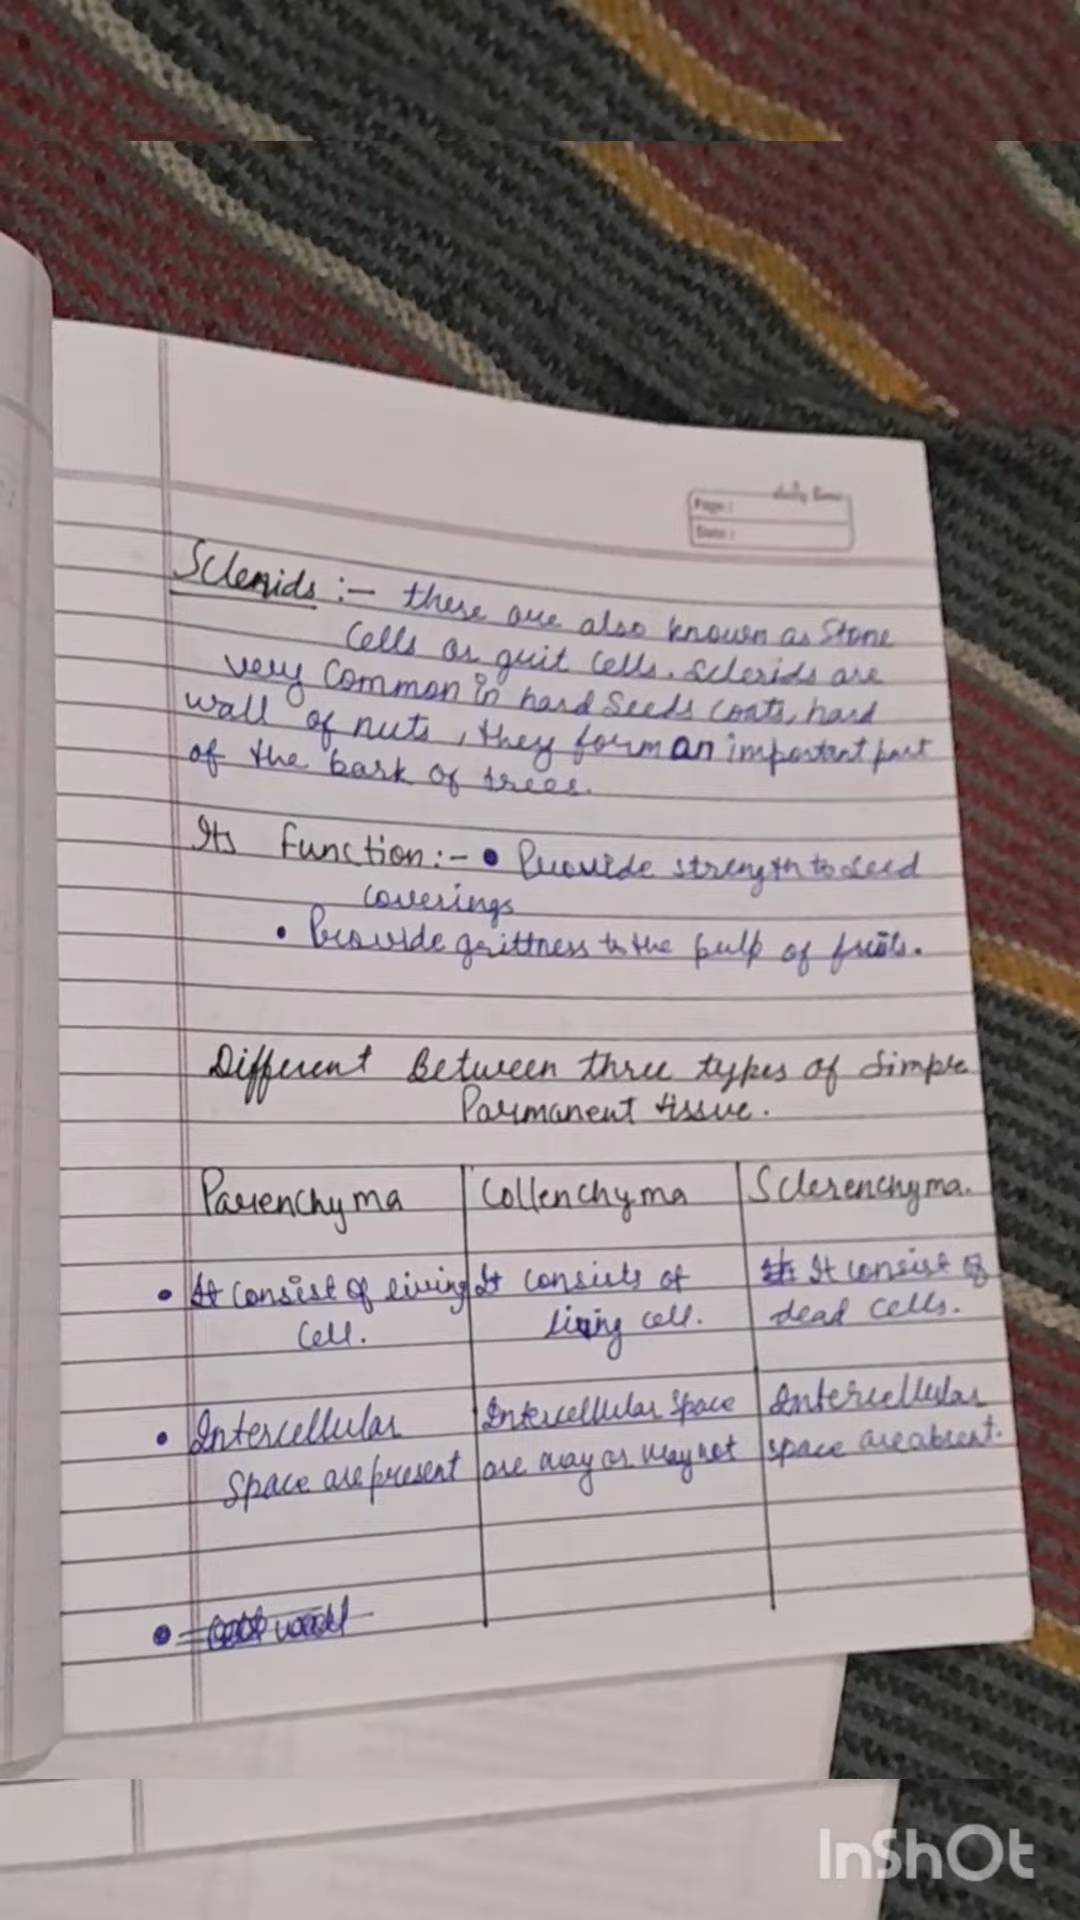 Page :
Date :
Sclerids :- these are also known as Stone
Cells or gruit Cells. Sclerids are
very Common in hard Seeds coats, hard
wall of nuts, they form an important part
of the bark of trees.
Its function:- • Provide strength to seed
coverings
• Provide grittness to the pulp of fruits.
Different Between three types of simple
Parmanent tissue.
Parenchyma Collenchyma Sclerenchyma.
• It consist of living It consists of It consist of
cell. living cell. dead cells.
• Intercellular Intercellular space Intercellular
space are present are may or may not space are absent.
InShOt